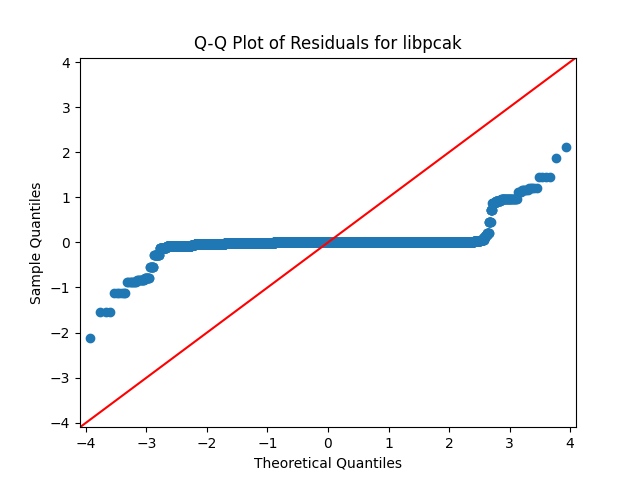 Q-Q Plot of Residuals for libpcak
4
3
2
1
0
−1
−2
−3
−4
Sample Quantiles
−4 −3 −2 −1 0 1 2 3 4
Theoretical Quantiles